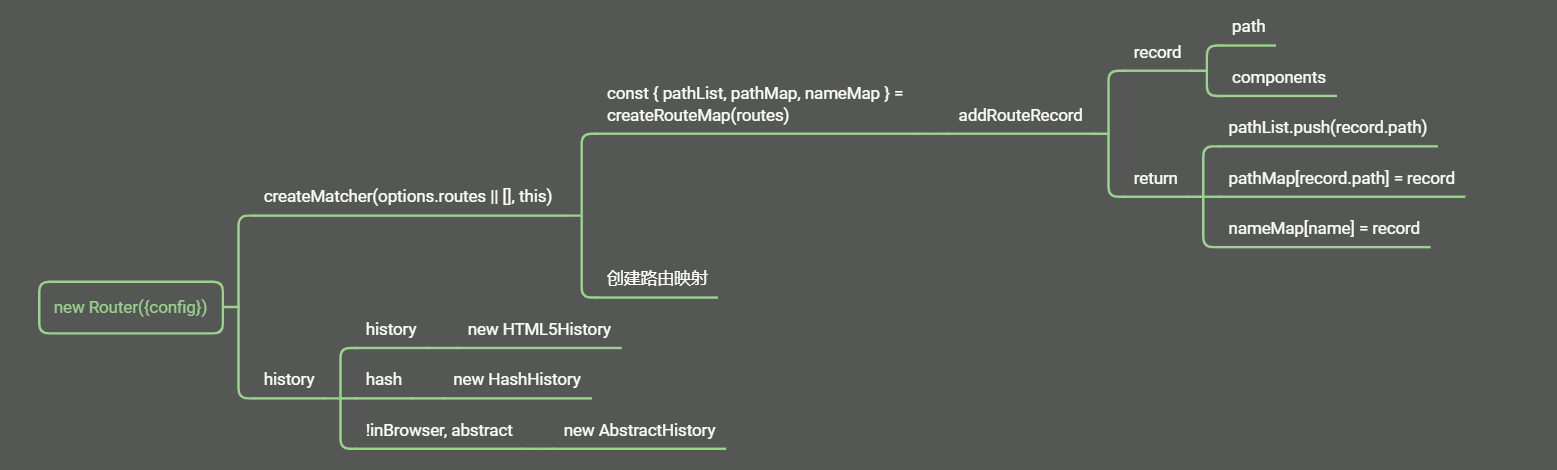 new Router({config})
createMatcher(options.routes || [], this)
const { pathList, pathMap, nameMap } =
createRouteMap(routes)
addRouteRecord
record
path
components
return
pathList.push(record.path)
pathMap[record.path] = record
nameMap[name] = record
创建路由映射
history
history
new HTML5History
hash
new HashHistory
!inBrowser, abstract
new AbstractHistory